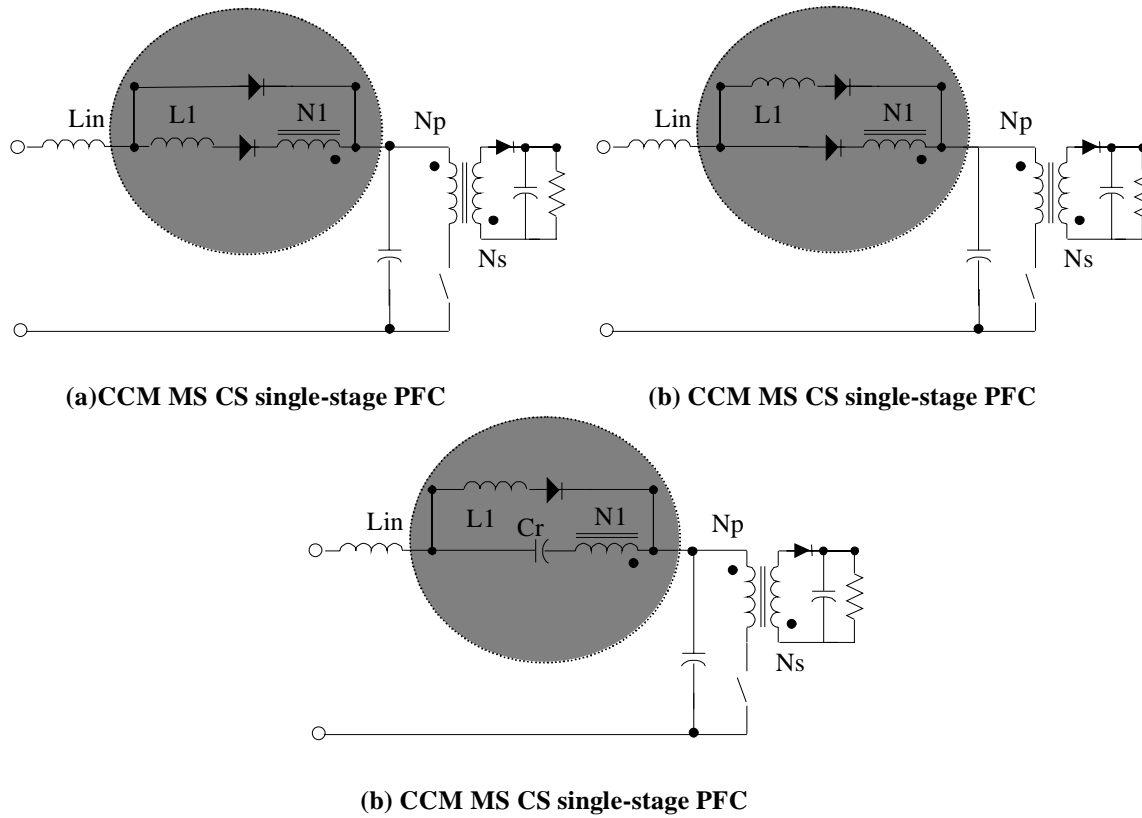 Lin
L1
N1
Np
Ns
(a)CCM MS CS single-stage PFC
Lin
L1
N1
Np
Ns
(b) CCM MS CS single-stage PFC
Lin
L1
Cr
N1
Np
Ns
(b) CCM MS CS single-stage PFC